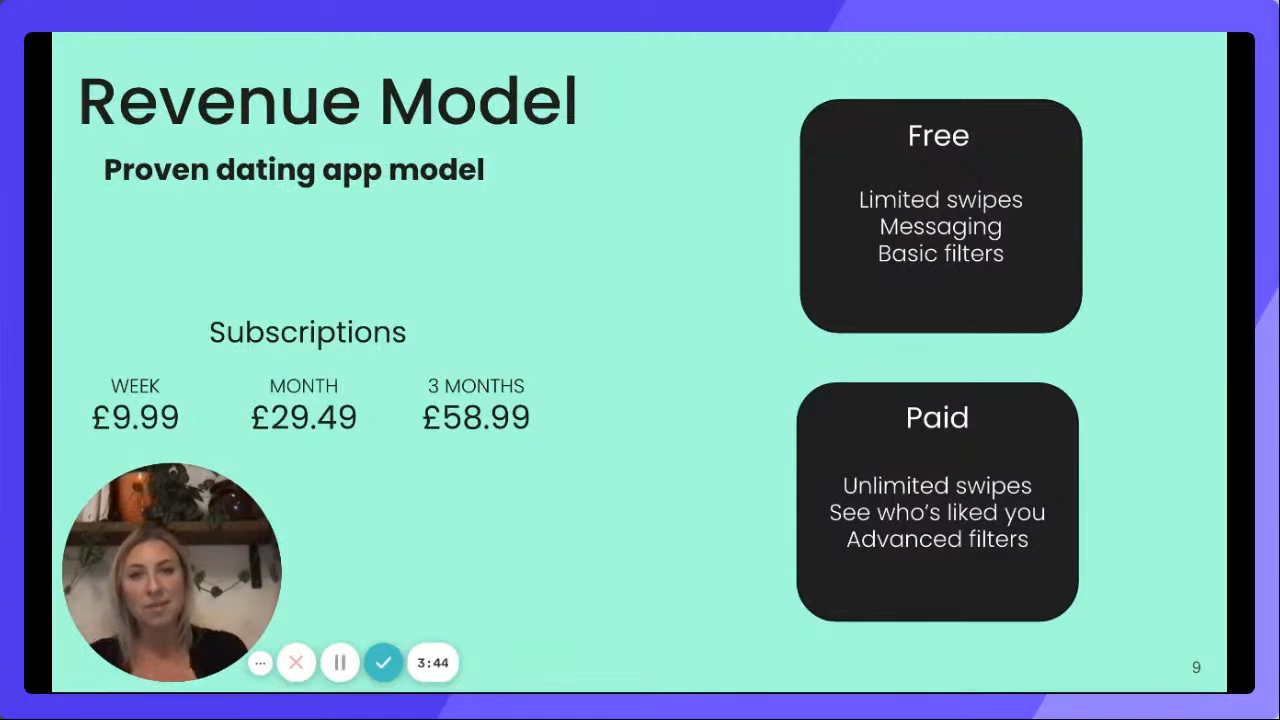 Revenue Model
Proven dating app model
Subscriptions
WEEK
£9.99
MONTH
£29.49
3 MONTHS
£58.99
Free
Limited swipes
Messaging
Basic filters
Paid
Unlimited swipes
See who's liked you
Advanced filters
3:44
9